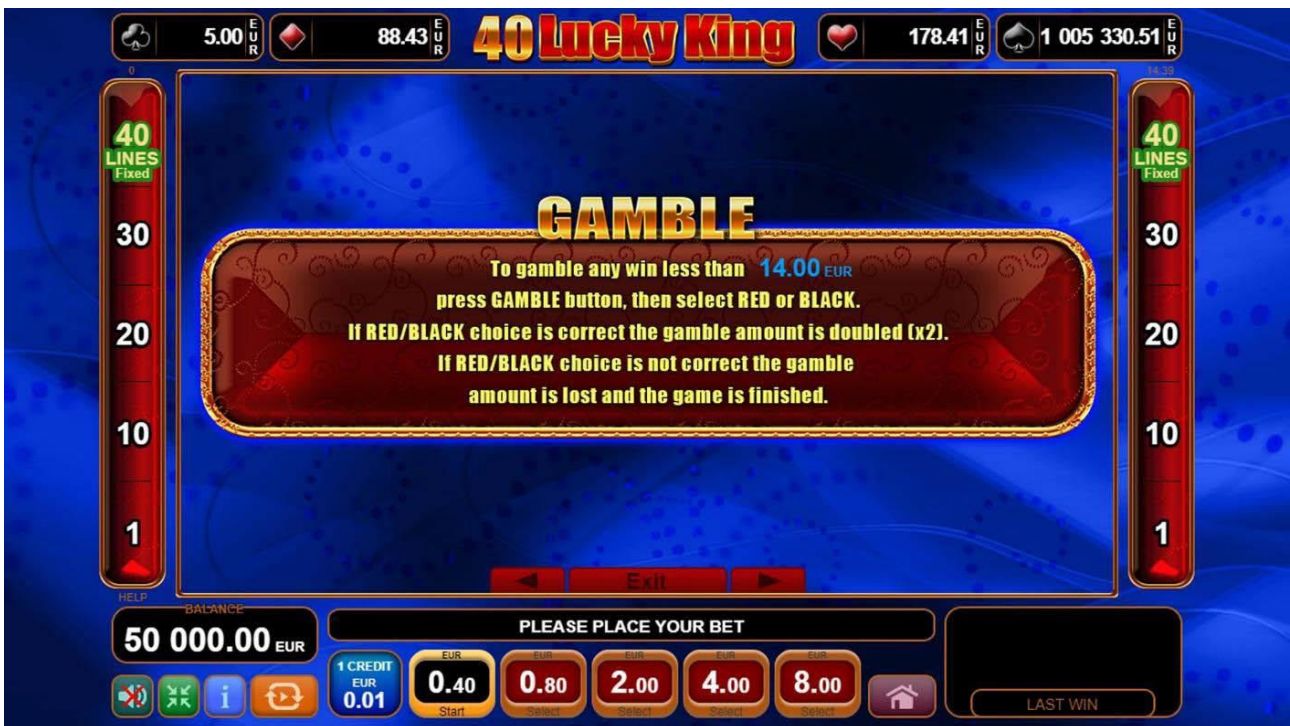 5.00 EUR
88.43 EUR
40 Lucky King
178.41 EUR
1 005 330.51 EUR
0
14:39
40
LINES
Fixed
30
20
10
1
40
LINES
Fixed
30
20
10
1
GAMBLE
To gamble any win less than 14.00 EUR
press GAMBLE button, then select RED or BLACK.
If RED/BLACK choice is correct the gamble amount is doubled (x2).
If RED/BLACK choice is not correct the gamble
amount is lost and the game is finished.
Exit
HELP
BALANCE
50 000.00 EUR
PLEASE PLACE YOUR BET
1 CREDIT
EUR
0.01
EUR
0.40
Start
EUR
0.80
Select
EUR
2.00
Select
EUR
4.00
Select
EUR
8.00
Select
i
LAST WIN